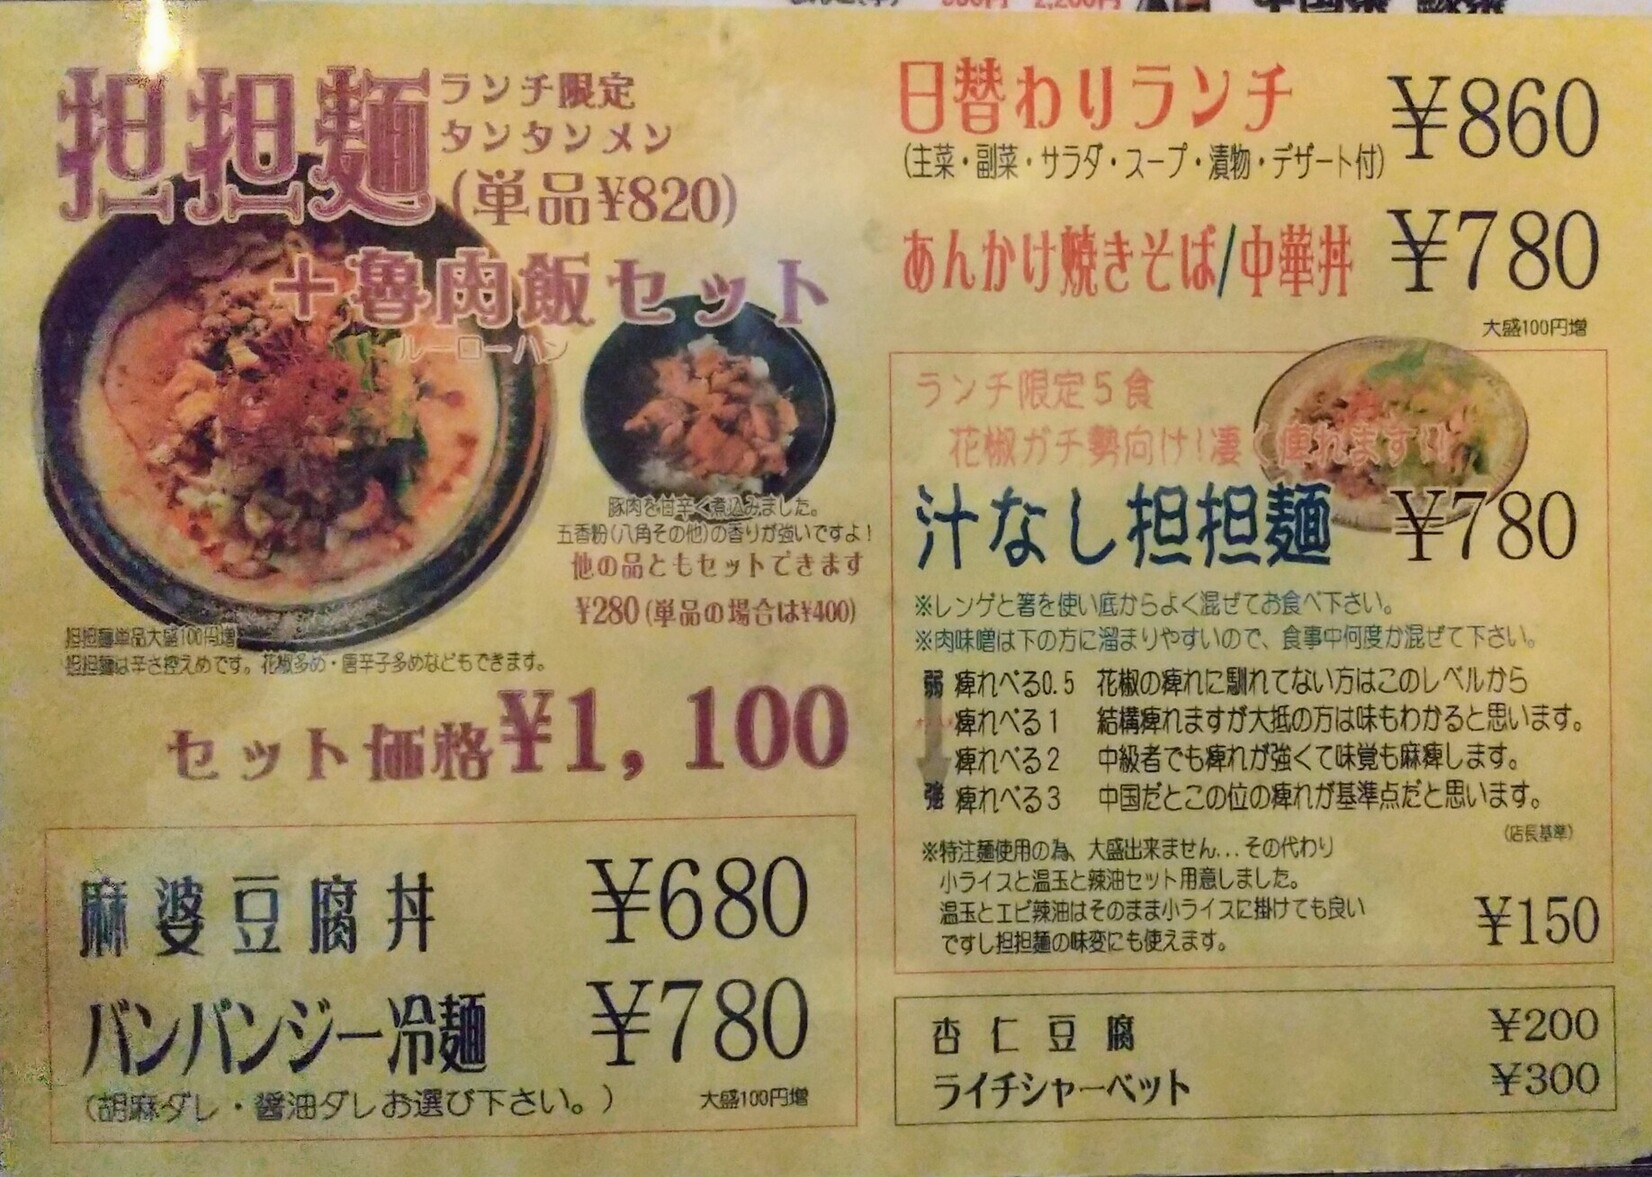 担担麺
ランチ限定
タンタンメン
(単品¥820)
+魯肉飯セット
ルーローハン
豚肉を甘辛く煮込みました。
五香粉(八角その他)の香りが強いですよ!
他の品ともセットできます
¥280(単品の場合は¥400)
担担麺単品大盛100円増
担担麺は辛さ控えめです。花椒多め・唐辛子多めなどもできます。
セット価格¥1,100
麻婆豆腐丼 ¥680
バンバンジー冷麺 ¥780
(胡麻ダレ・醤油ダレお選び下さい。) 大盛100円増
日替わりランチ ¥860
(主菜・副菜・サラダ・スープ・漬物・デザート付)
あんかけ焼きそば/中華丼 ¥780
大盛100円増
ランチ限定5食
花椒ガチ勢向け!凄く痺れます!!
汁なし担担麺 ¥780
※レンゲと箸を使い底からよく混ぜてお食べ下さい。
※肉味噌は下の方に溜まりやすいので、食事中何度か混ぜて下さい。
弱 痺れべる0.5 花椒の痺れに馴れてない方はこのレベルから
痺れべる1 結構痺れますが大抵の方は味もわかると思います。
痺れべる2 中級者でも痺れが強くて味覚も麻痺します。
強 痺れべる3 中国だとこの位の痺れが基準点だと思います。
(店長基準)
※特注麺使用の為、大盛出来ません...その代わり
小ライスと温玉と辣油セット用意しました。
温玉とエビ辣油はそのまま小ライスに掛けても良い
ですし担担麺の味変にも使えます。 ¥150
杏仁豆腐 ¥200
ライチシャーベット ¥300